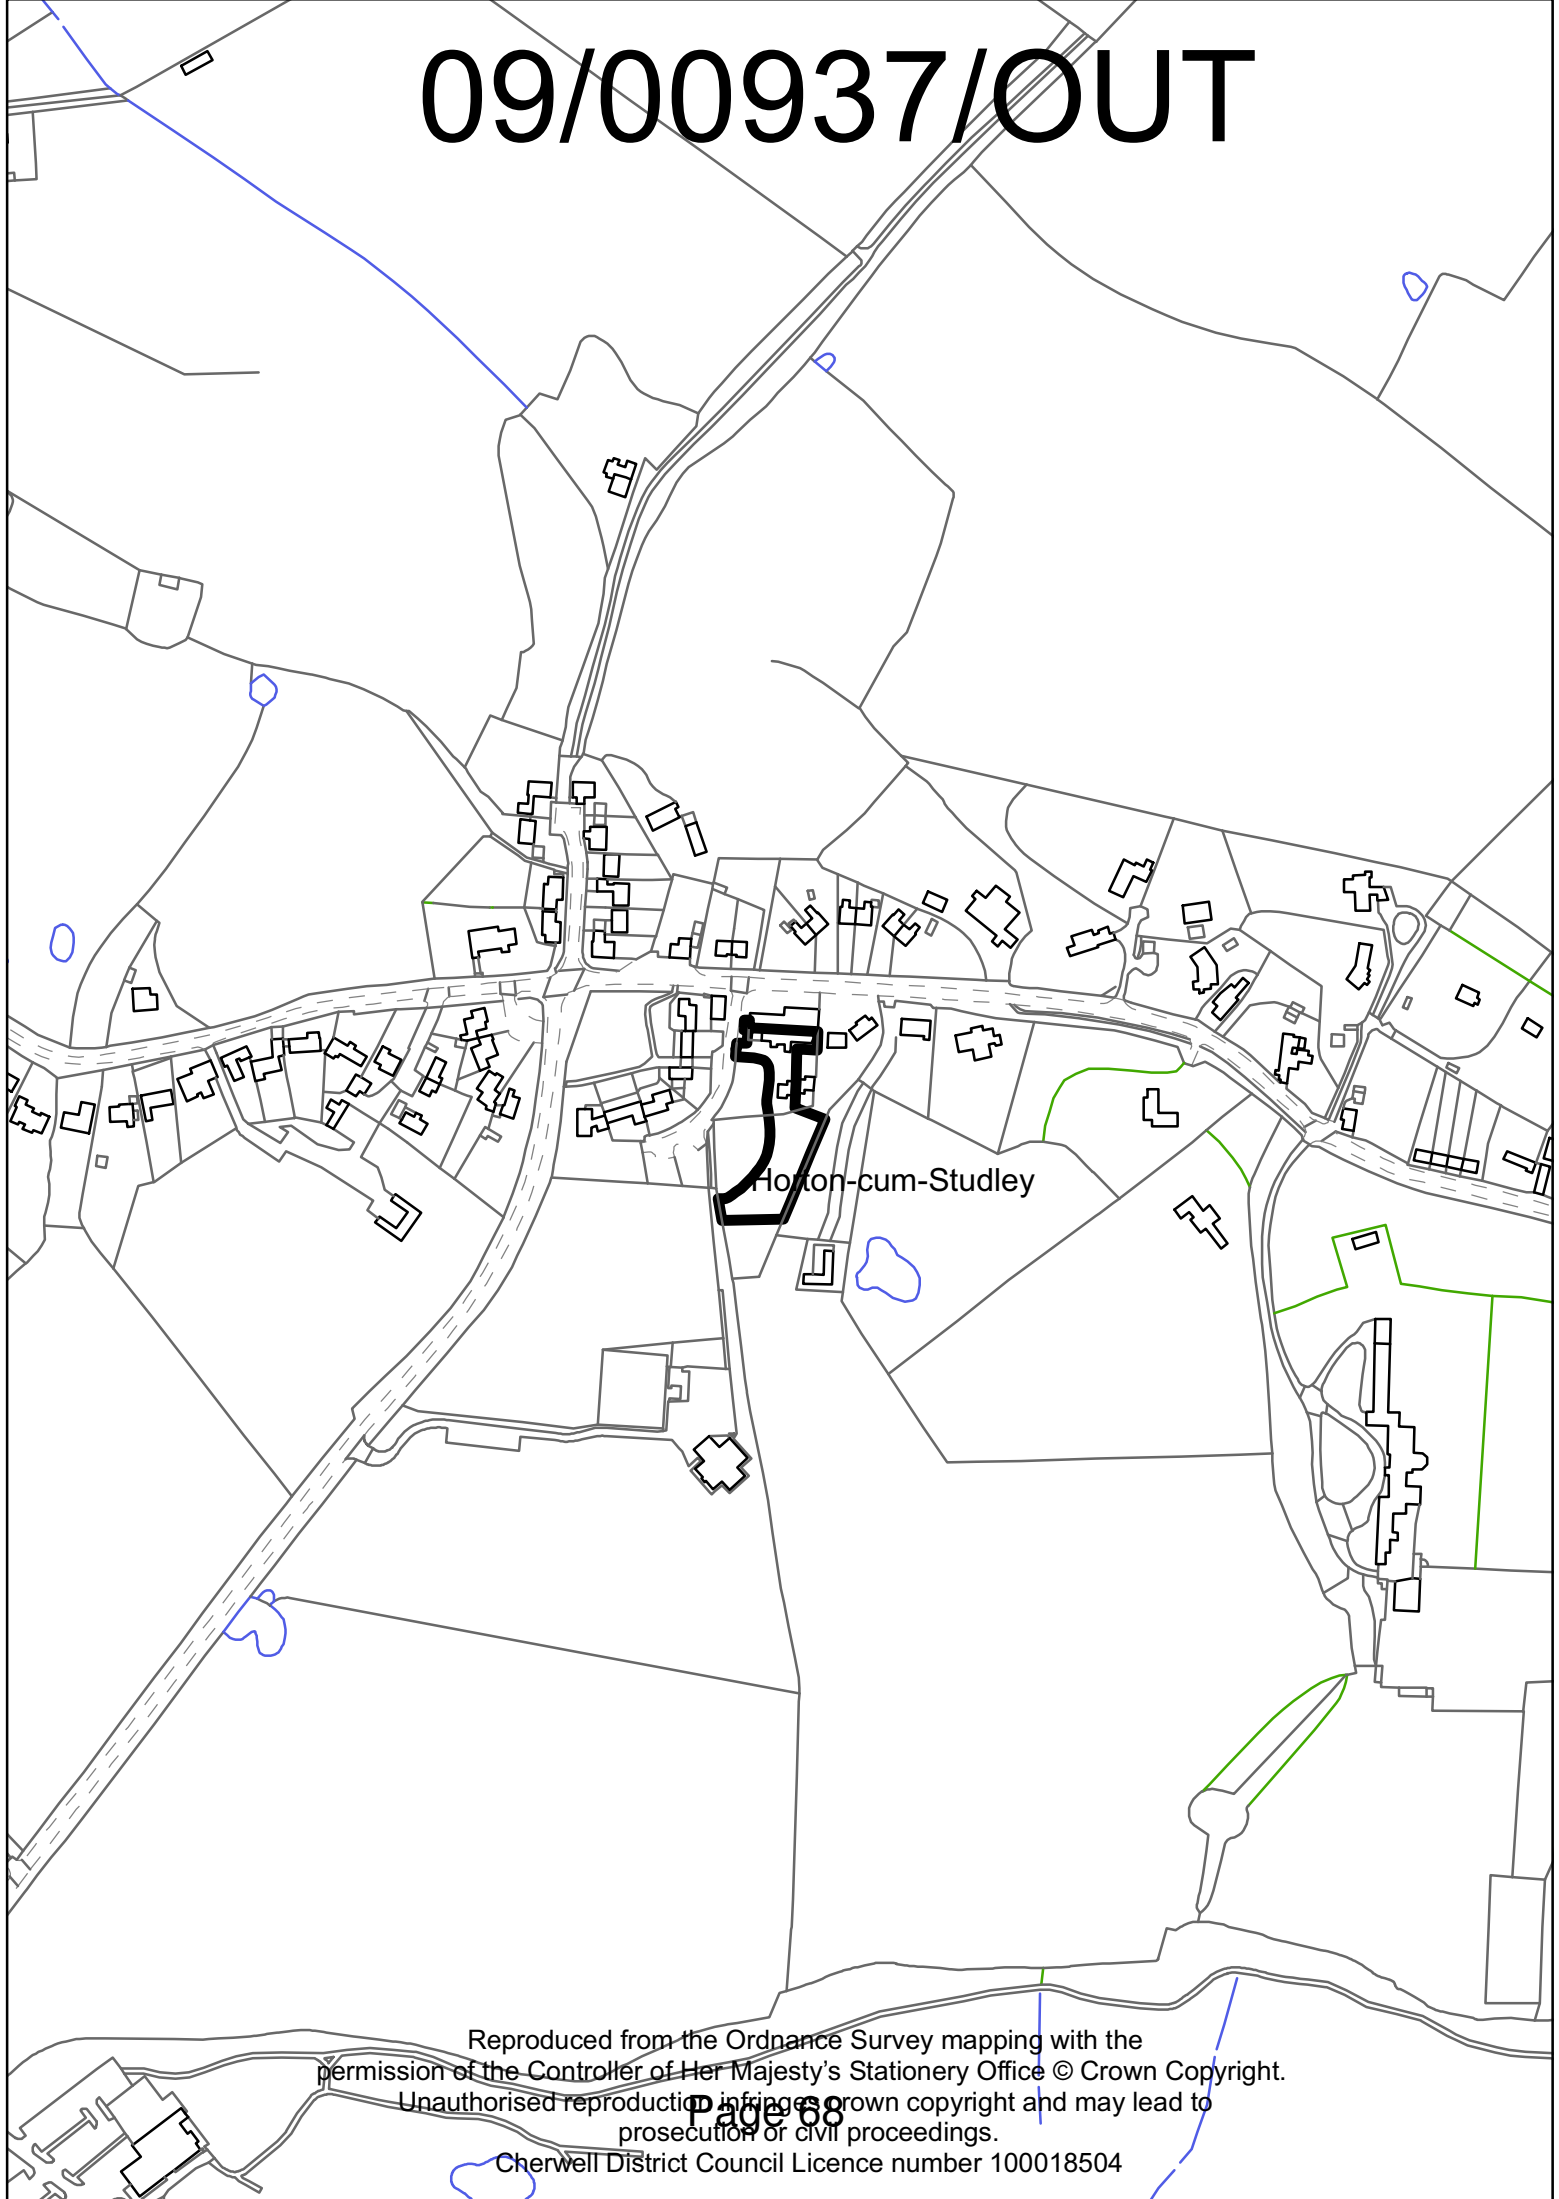 09/00937/OUT
Horton-cum-Studley
Reproduced from the Ordnance Survey mapping with the
permission of the Controller of Her Majesty's Stationery Office © Crown Copyright.
Unauthorised reproduction infringes crown copyright and may lead to
Page 68
prosecution or civil proceedings.
Cherwell District Council Licence number 100018504